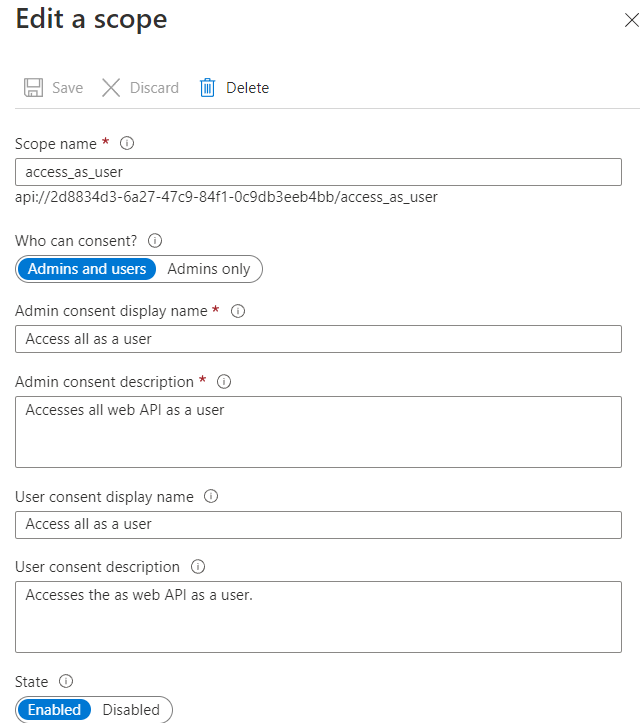 Edit a scope
Save Discard Delete
Scope name *
access_as_user
api://2d8834d3-6a27-47c9-84f1-0c9db3eeb4bb/access_as_user
Who can consent?
Admins and users Admins only
Admin consent display name *
Access all as a user
Admin consent description *
Accesses all web API as a user
User consent display name
Access all as a user
User consent description
Accesses the as web API as a user.
State
Enabled Disabled